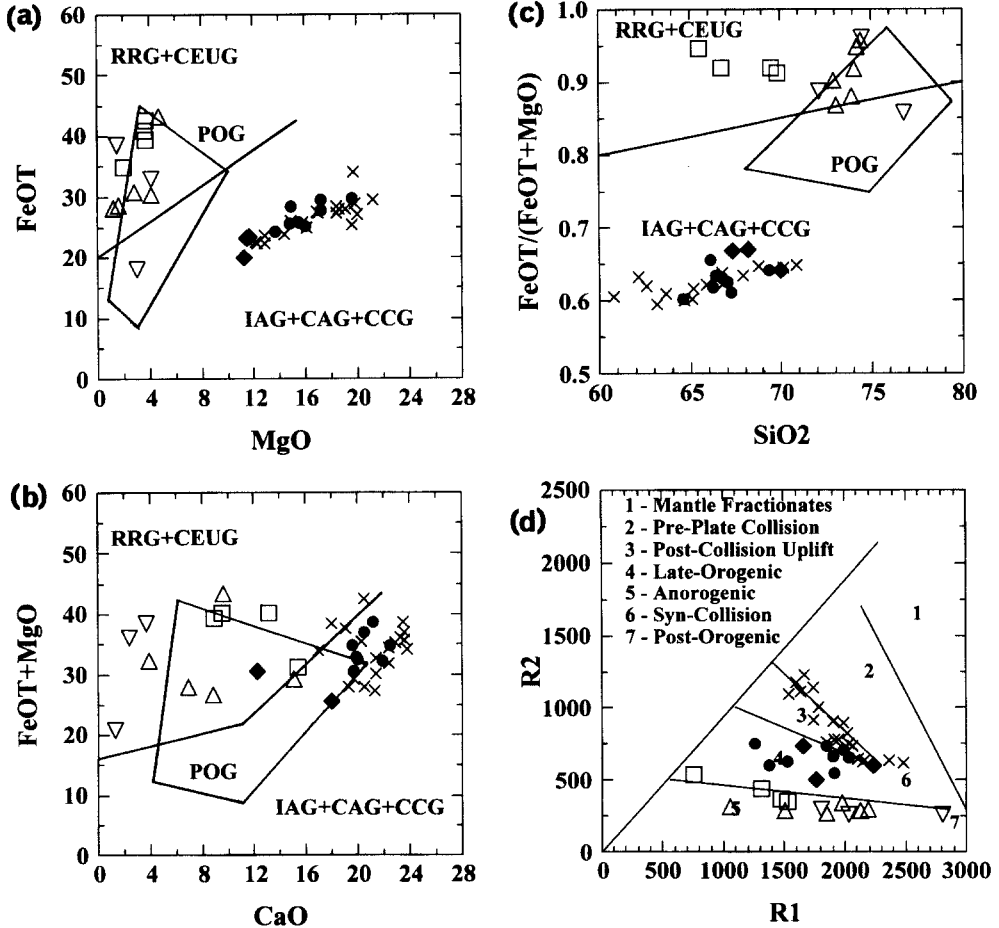 (a)
60
50
40
30
20
10
0
FeOT
RRG+CEUG
POG
IAG+CAG+CCG
0 4 8 12 16 20 24 28
MgO
(c)
1.0
0.9
0.8
0.7
0.6
0.5
FeOT/(FeOT+MgO)
RRG+CEUG
POG
IAG+CAG+CCG
60 65 70 75 80
SiO2
(b)
60
50
40
30
20
10
0
FeOT+MgO
RRG+CEUG
POG
IAG+CAG+CCG
0 4 8 12 16 20 24 28
CaO
(d)
2500
2000
1500
1000
500
0
R2
1 - Mantle Fractionates
2 - Pre-Plate Collision
3 - Post-Collision Uplift
4 - Late-Orogenic
5 - Anorogenic
6 - Syn-Collision
7 - Post-Orogenic
1
2
3
4
6
5
7
0 500 1000 1500 2000 2500 3000
R1